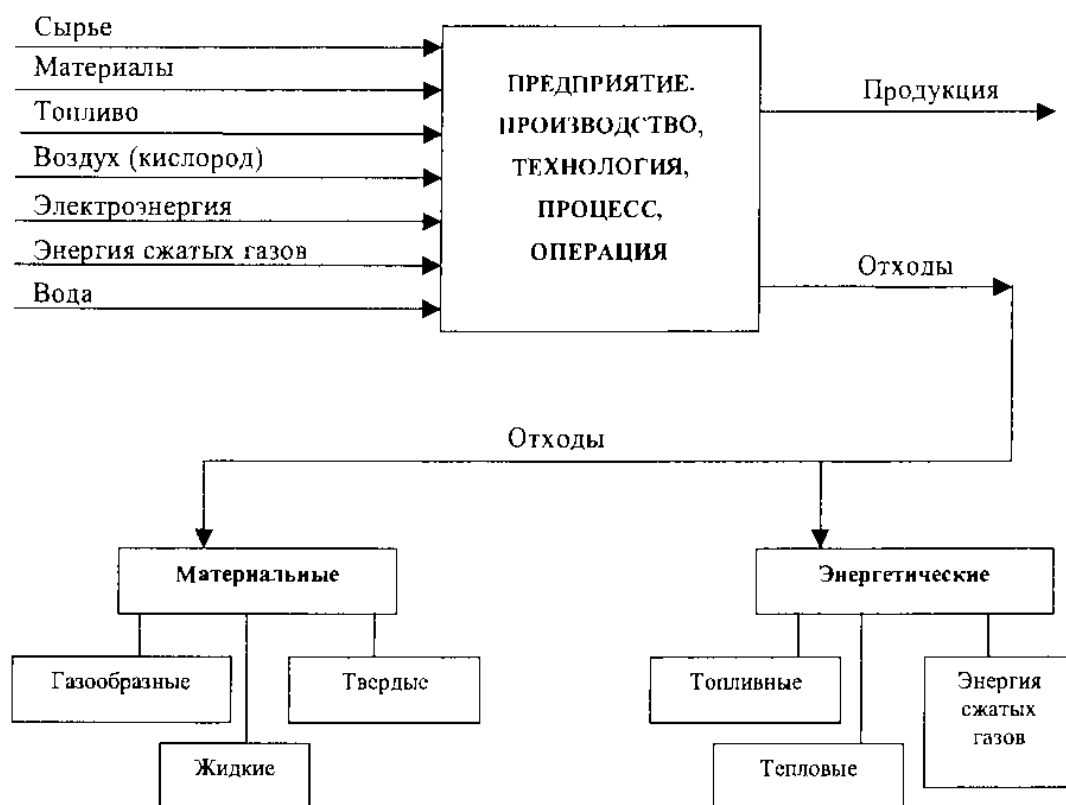 Сырье
Материалы
Топливо
Воздух (кислород)
Электроэнергия
Энергия сжатых газов
Вода
ПРЕДПРИЯТИЕ.
ПРОИЗВОДСТВО,
ТЕХНОЛОГИЯ,
ПРОЦЕСС,
ОПЕРАЦИЯ
Продукция
Отходы
Отходы
Материальные
Энергетические
Газообразные
Твердые
Топливные
Энергия
сжатых
газов
Жидкие
Тепловые